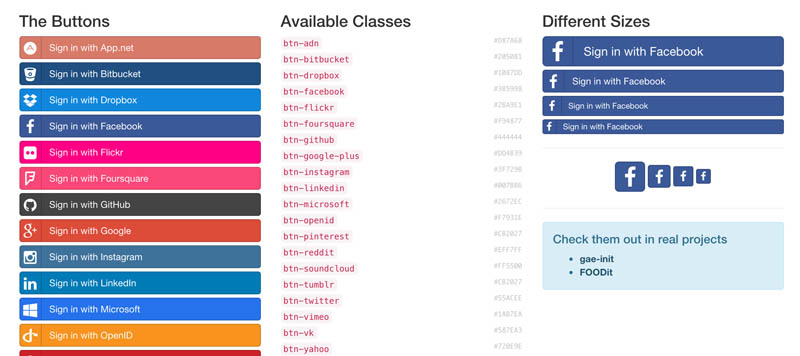 The Buttons
Sign in with App.net
Sign in with Bitbucket
Sign in with Dropbox
Sign in with Facebook
Sign in with Flickr
Sign in with Foursquare
Sign in with GitHub
Sign in with Google
Sign in with Instagram
Sign in with LinkedIn
Sign in with Microsoft
Sign in with OpenID
Available Classes
btn-adn #D87A68
btn-bitbucket #205081
btn-dropbox #1087DD
btn-facebook #3B5998
btn-flickr #2BA9E1
btn-foursquare #F94877
btn-github #444444
btn-google-plus #DD4B39
btn-instagram #3F729B
btn-linkedin #007BB6
btn-microsoft #2672EC
btn-openid #F7931E
btn-pinterest #CB2027
btn-reddit #EFF7FF
btn-soundcloud #FF5500
btn-tumblr #CB2027
btn-twitter #55ACEE
btn-vimeo #1AB7EA
btn-vk #587EA3
btn-yahoo #720E9E
Different Sizes
Sign in with Facebook
Sign in with Facebook
Sign in with Facebook
Sign in with Facebook
Check them out in real projects
gae-init
FOODit